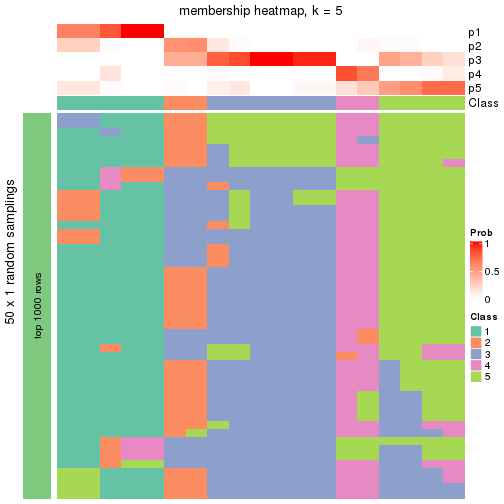 membership heatmap, k = 5
p1
p2
p3
p4
p5
Class
50 x 1 random samplings
top 1000 rows
Prob
1
0.5
0
Class
1
2
3
4
5